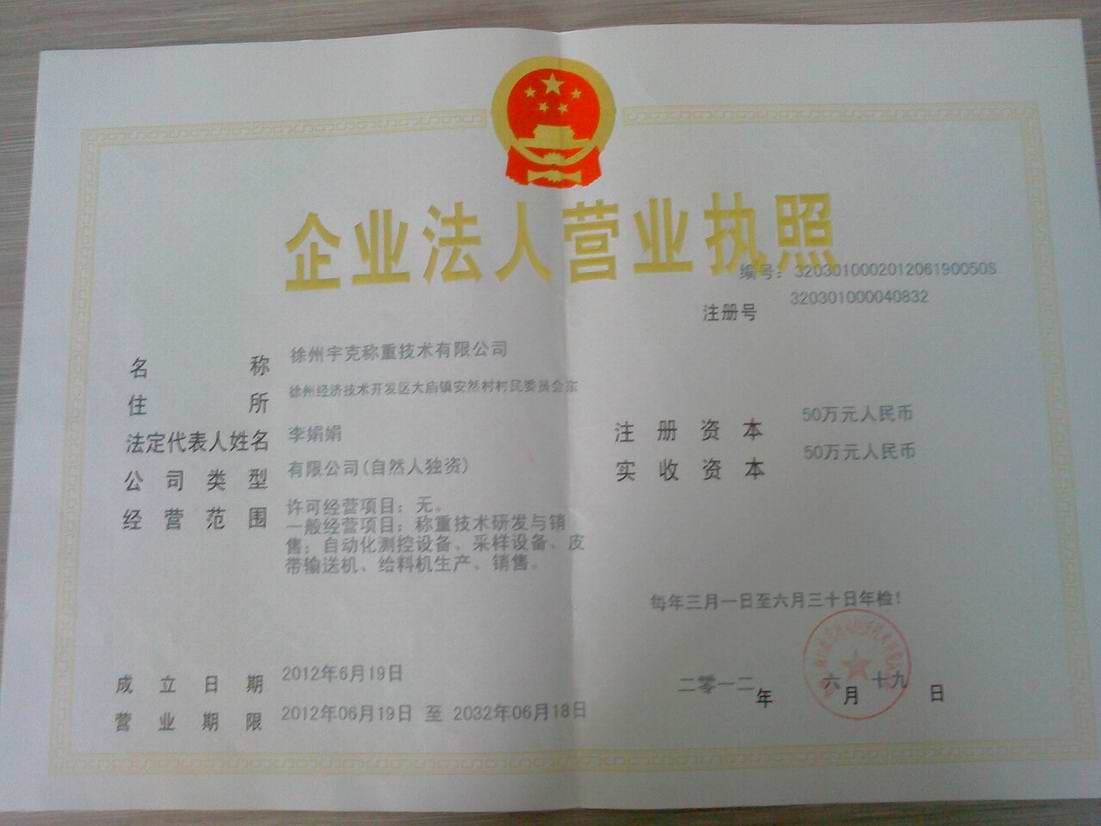 企业法人营业执照
编号：320301000201206190050S
注册号 320301000040832
名称 徐州宇克称重技术有限公司
住所 徐州经济技术开发区大庙镇安然村村民委员会东
法定代表人姓名 李娟娟
注册资本 50万元人民币
公司类型 有限公司(自然人独资)
实收资本 50万元人民币
经营范围 许可经营项目：无。
一般经营项目：称重技术研发与销
售；自动化测控设备、采样设备、皮
带输送机、给料机生产、销售。
每年三月一日至六月三十日年检！
成立日期 2012年6月19日
二零一二年六月十九日
营业期限 2012年06月19日 至 2032年06月18日